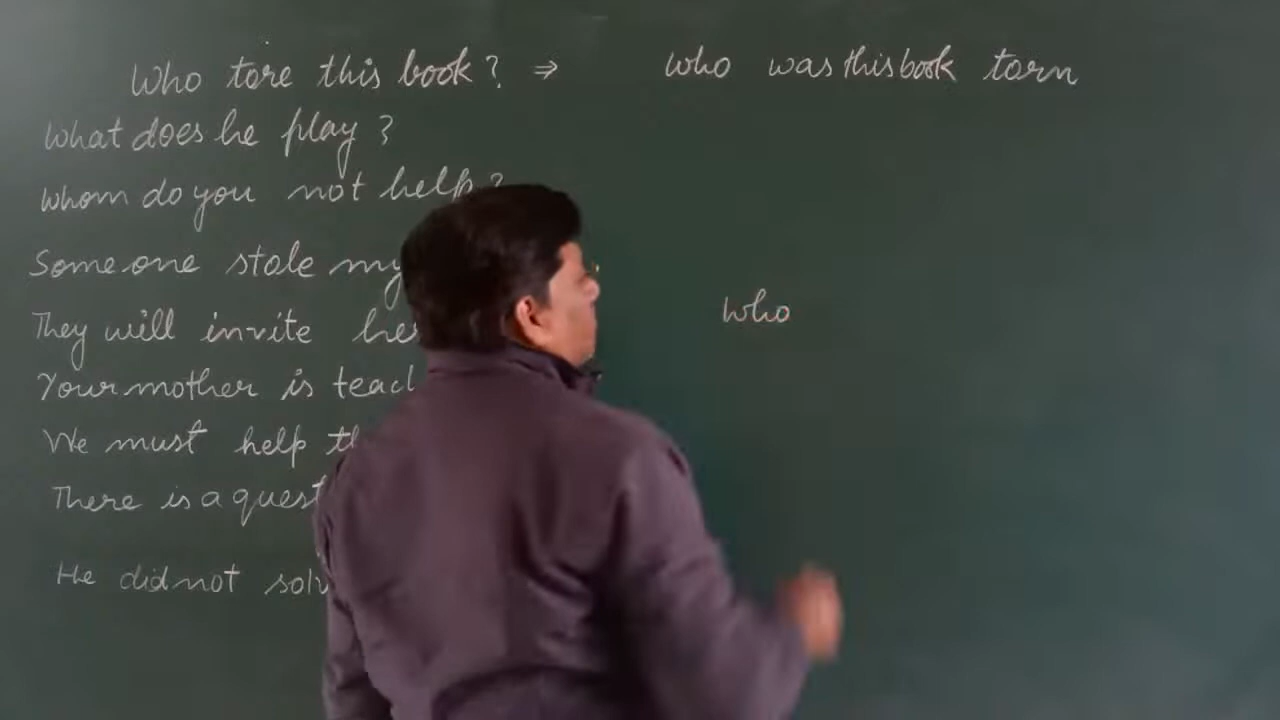 Who tore this book? ⇒ who was this book torn
What does he play?
Whom do you not help?
Someone stole my
They will invite her
who
Your mother is teach
We must help th
There is a quest
He did not solv